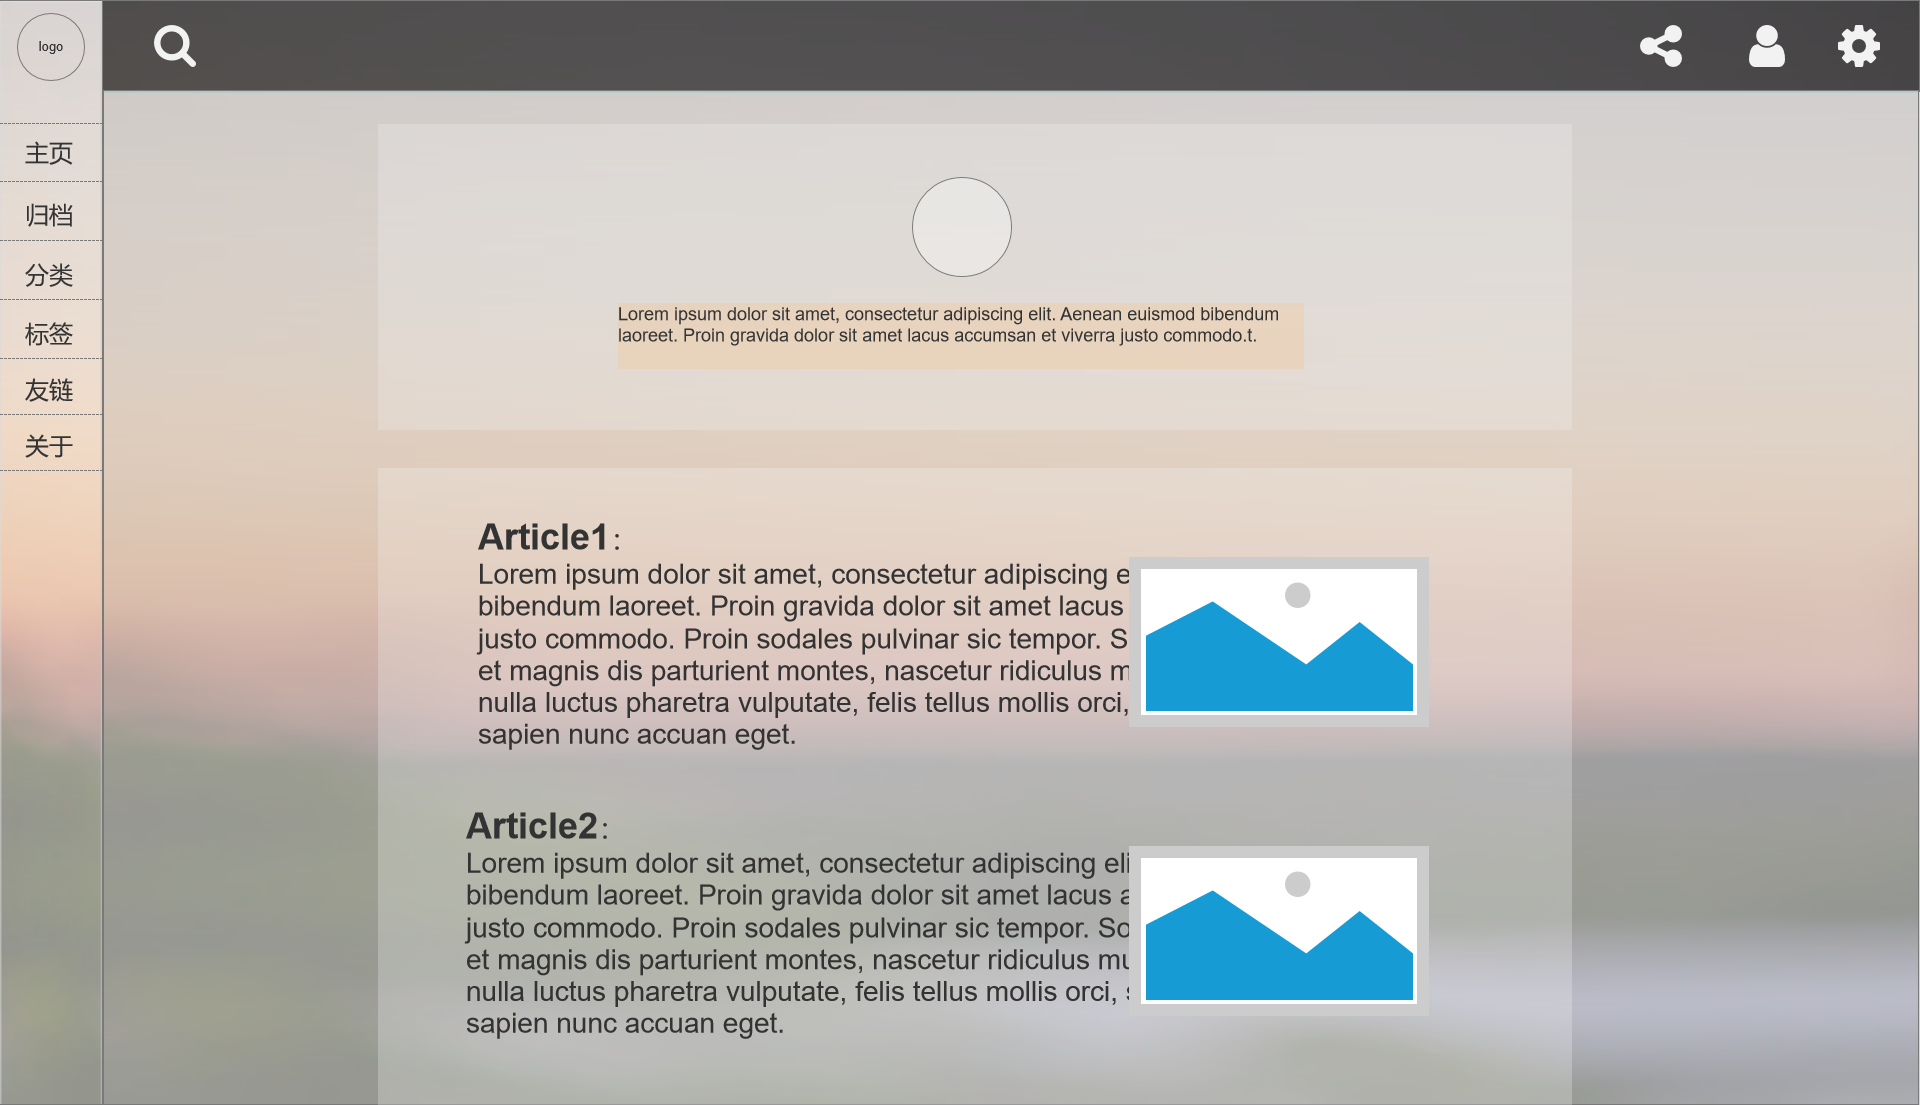 logo
主页
归档
分类
标签
友链
关于
Lorem ipsum dolor sit amet, consectetur adipiscing elit. Aenean euismod bibendum
laoreet. Proin gravida dolor sit amet lacus accumsan et viverra justo commodo.t.
Article1：
Lorem ipsum dolor sit amet, consectetur adipiscing
bibendum laoreet. Proin gravida dolor sit amet lacus
justo commodo. Proin sodales pulvinar sic tempor.
et magnis dis parturient montes, nascetur ridiculus
nulla luctus pharetra vulputate, felis tellus mollis orci,
sapien nunc accuan eget.
Article2：
Lorem ipsum dolor sit amet, consectetur adipiscing
bibendum laoreet. Proin gravida dolor sit amet lacus
justo commodo. Proin sodales pulvinar sic tempor.
et magnis dis parturient montes, nascetur ridiculus
nulla luctus pharetra vulputate, felis tellus mollis orci,
sapien nunc accuan eget.